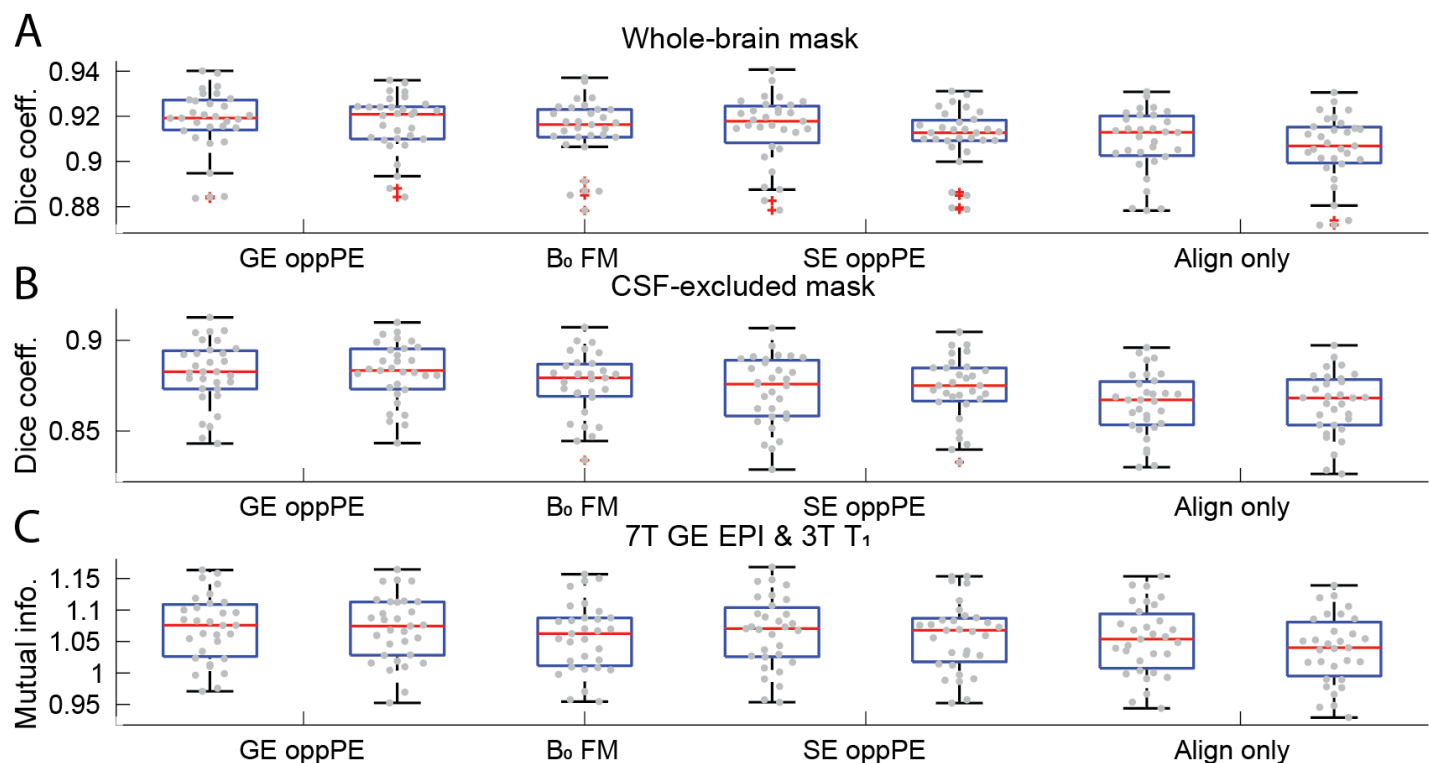 A
Whole-brain mask
Dice coeff.
0.94
0.92
0.9
0.88
GE oppPE B₀ FM SE oppPE Align only
B
CSF-excluded mask
Dice coeff.
0.9
0.85
GE oppPE B₀ FM SE oppPE Align only
C
7T GE EPI & 3T T₁
Mutual info.
1.15
1.10
1.05
1
0.95
GE oppPE B₀ FM SE oppPE Align only